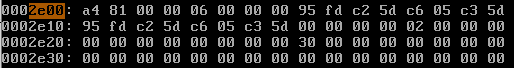 0002e00: a4 81 00 00 06 00 00 00 95 fd c2 5d c6 05 c3 5d
0002e10: 95 fd c2 5d c6 05 c3 5d 00 00 00 00 00 02 00 00
0002e20: 00 00 00 00 00 00 00 00 30 00 00 00 00 00 00 00
0002e30: 00 00 00 00 00 00 00 00 00 00 00 00 00 00 00 00